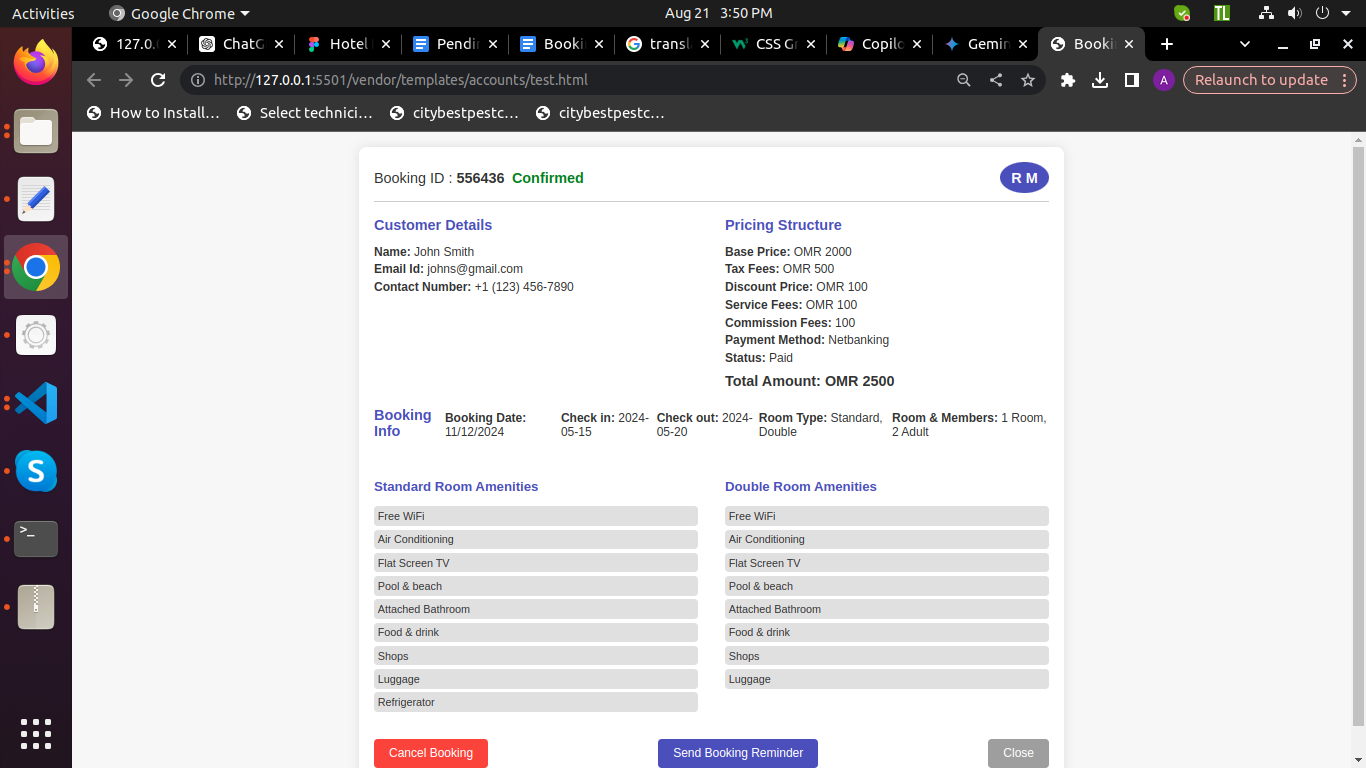 Activities
Google Chrome
Aug 21 3:50 PM
TL
127.0.
ChatG
Hotel
Pendin
Bookin
transl
CSS G
Copilo
Gemin
Bookin
http://127.0.0.1:5501/vendor/templates/accounts/test.html
A
Relaunch to update
How to Install…
Select technici…
citybestpestc…
citybestpestc…
Booking ID : 556436 Confirmed
R M
Customer Details
Name: John Smith
Email Id: johns@gmail.com
Contact Number: +1 (123) 456-7890
Pricing Structure
Base Price: OMR 2000
Tax Fees: OMR 500
Discount Price: OMR 100
Service Fees: OMR 100
Commission Fees: 100
Payment Method: Netbanking
Status: Paid
Total Amount: OMR 2500
Booking
Info
Booking Date:
11/12/2024
Check in: 2024-
05-15
Check out: 2024-
05-20
Room Type: Standard,
Double
Room & Members: 1 Room,
2 Adult
Standard Room Amenities
Free WiFi
Air Conditioning
Flat Screen TV
Pool & beach
Attached Bathroom
Food & drink
Shops
Luggage
Refrigerator
Double Room Amenities
Free WiFi
Air Conditioning
Flat Screen TV
Pool & beach
Attached Bathroom
Food & drink
Shops
Luggage
Cancel Booking
Send Booking Reminder
Close